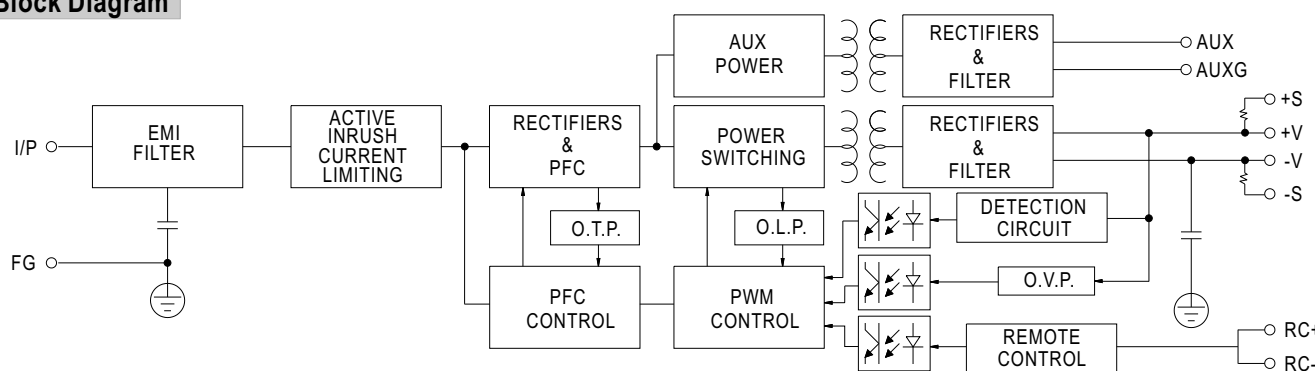 Block Diagram
AUX
POWER
RECTIFIERS
&
FILTER
AUX
AUXG
I/P
EMI
FILTER
ACTIVE
INRUSH
CURRENT
LIMITING
RECTIFIERS
&
PFC
POWER
SWITCHING
RECTIFIERS
&
FILTER
+S
+V
-V
-S
O.T.P.
O.L.P.
DETECTION
CIRCUIT
FG
PFC
CONTROL
PWM
CONTROL
O.V.P.
REMOTE
CONTROL
RC+
RC-